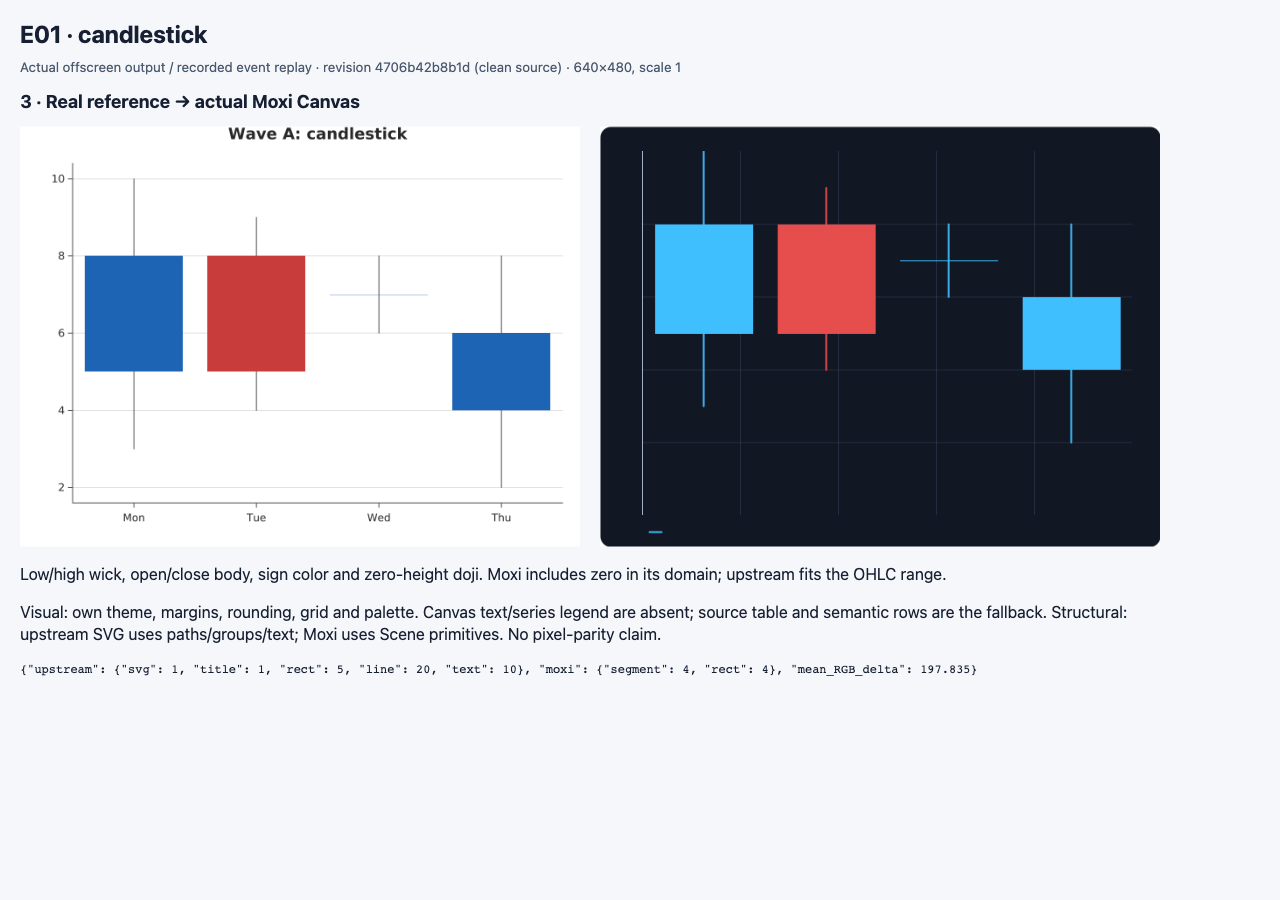 E01 · candlestick
Actual offscreen output / recorded event replay · revision 4706b42b8b1d (clean source) · 640×480, scale 1
3 · Real reference → actual Moxi Canvas
Wave A: candlestick
10
8
6
4
2
Mon Tue Wed Thu
Low/high wick, open/close body, sign color and zero-height doji. Moxi includes zero in its domain; upstream fits the OHLC range.
Visual: own theme, margins, rounding, grid and palette. Canvas text/series legend are absent; source table and semantic rows are the fallback. Structural:
upstream SVG uses paths/groups/text; Moxi uses Scene primitives. No pixel-parity claim.
{"upstream": {"svg": 1, "title": 1, "rect": 5, "line": 20, "text": 10}, "moxi": {"segment": 4, "rect": 4}, "mean_RGB_delta": 197.835}